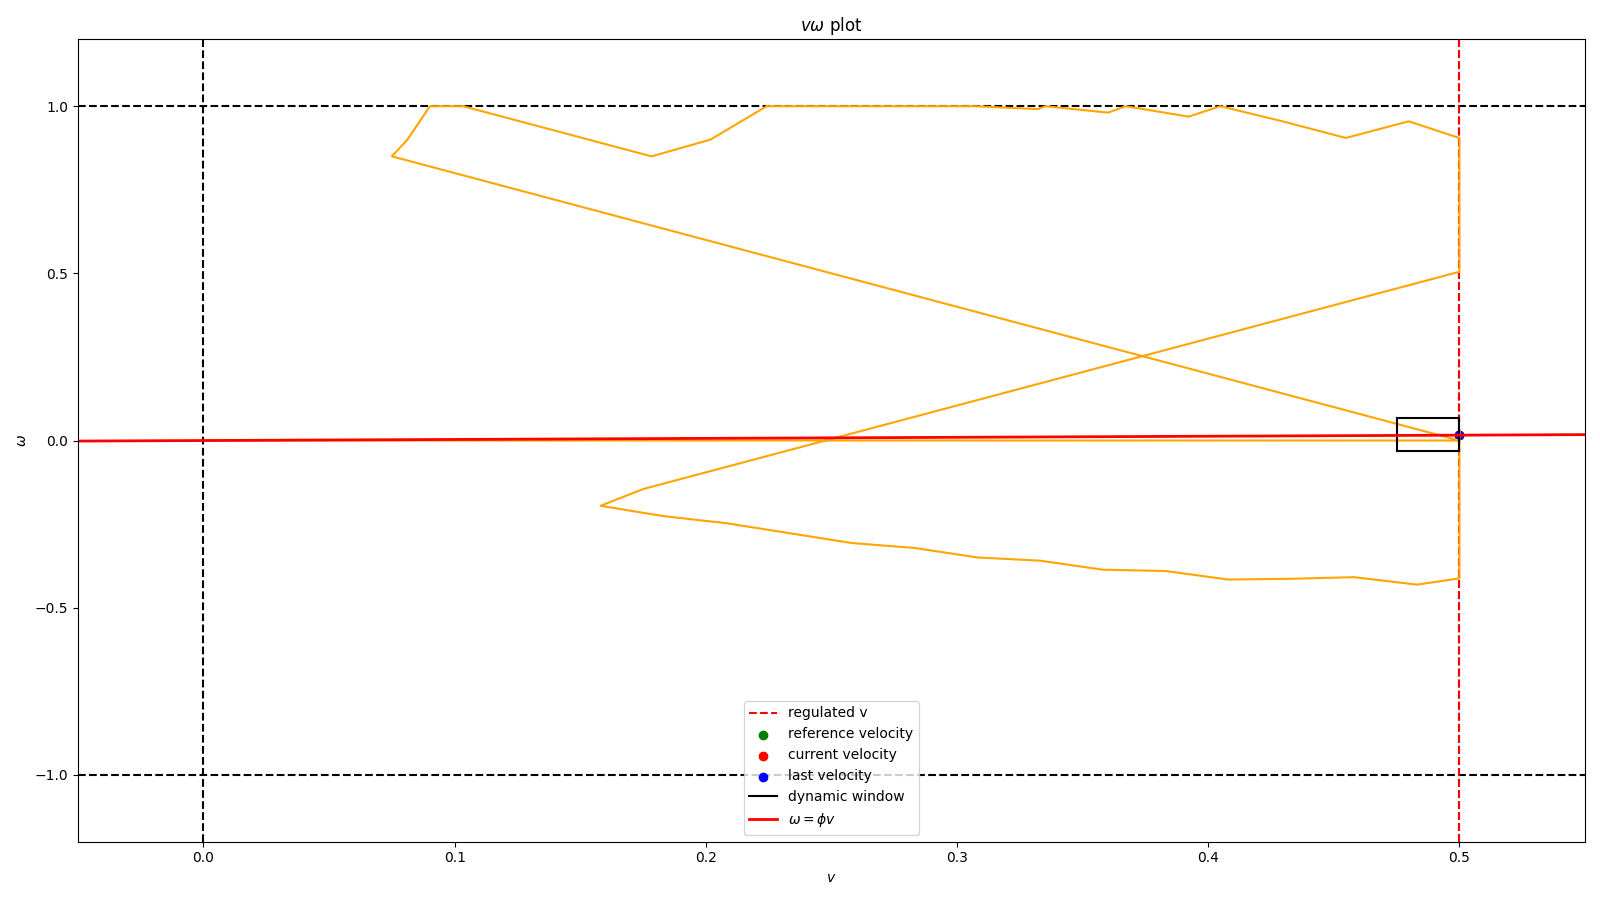 vω plot
1.0
0.5
0.0
−0.5
−1.0
ω
0.0
0.1
0.2
0.3
0.4
0.5
v
regulated v
reference velocity
current velocity
last velocity
dynamic window
ω = ϕv